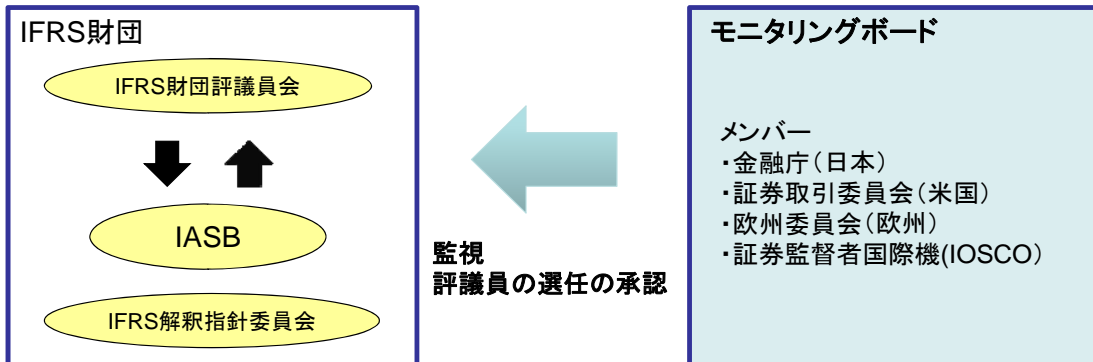 IFRS財団
IFRS財団評議員会
IASB
IFRS解釈指針委員会
監視
評議員の選任の承認
モニタリングボード
メンバー
・金融庁(日本)
・証券取引委員会(米国)
・欧州委員会(欧州)
・証券監督者国際機(IOSCO)